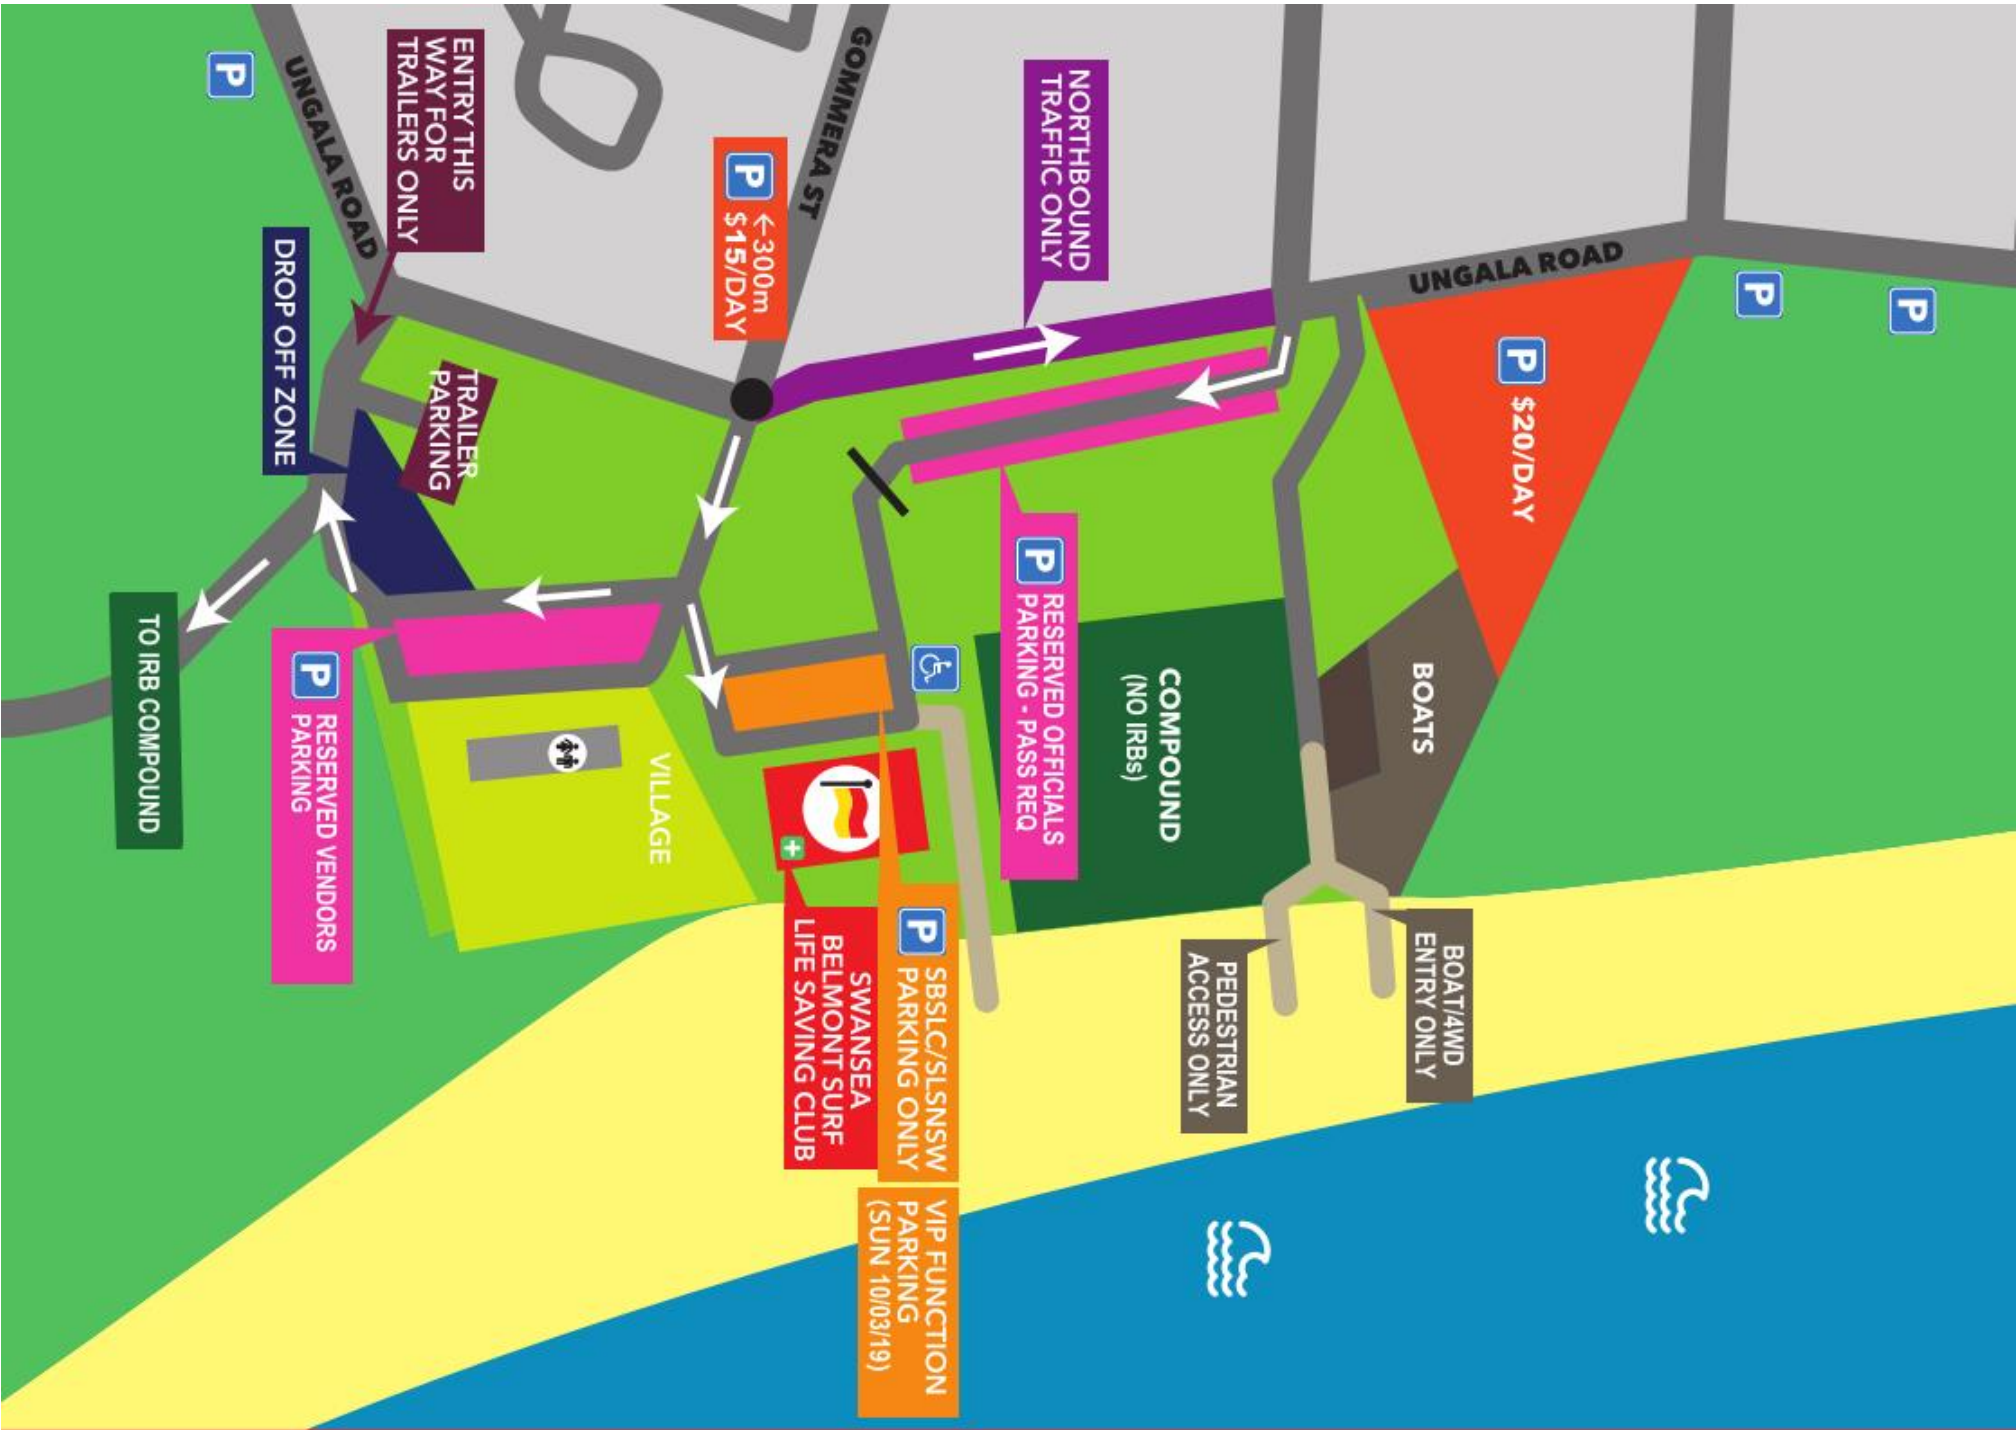 UNGALA ROAD
ENTRY THIS
WAY FOR
TRAILERS ONLY
GOMMERA ST
P
←300m
$15/DAY
NORTHBOUND
TRAFFIC ONLY
UNGALA ROAD
P
P
P
P $20/DAY
DROP OFF ZONE
TRAILER
PARKING
P RESERVED OFFICIALS
PARKING - PASS REQ
COMPOUND
(NO IRBs)
BOATS
TO IRB COMPOUND
P RESERVED VENDORS
PARKING
VILLAGE
SWANSEA
BELMONT SURF
LIFE SAVING CLUB
P SBSLC/SLSNSW
PARKING ONLY
VIP FUNCTION
PARKING
(SUN 10/03/19)
PEDESTRIAN
ACCESS ONLY
BOAT/4WD
ENTRY ONLY